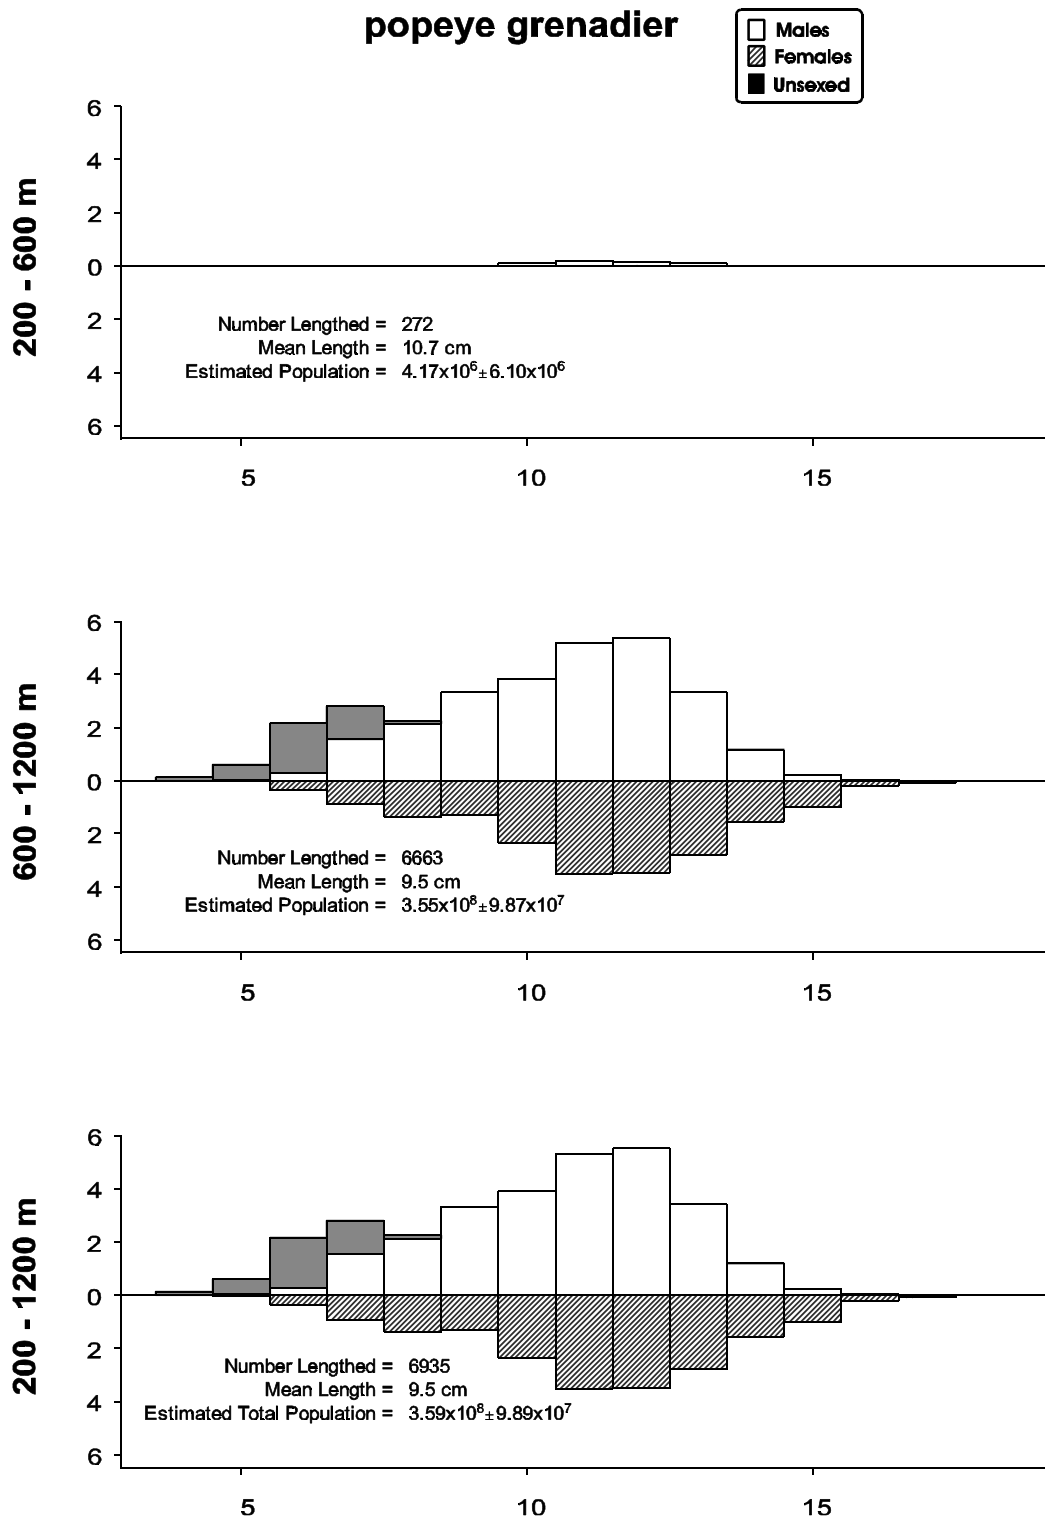 popeye grenadier
Males
Females
Unsexed
200 - 600 m
6
4
2
0
2
4
6
Number Lengthed = 272
Mean Length = 10.7 cm
Estimated Population = 4.17x10⁶±6.10x10⁶
5 10 15
600 - 1200 m
6
4
2
0
2
4
6
Number Lengthed = 6663
Mean Length = 9.5 cm
Estimated Population = 3.55x10⁸±9.87x10⁷
5 10 15
200 - 1200 m
6
4
2
0
2
4
6
Number Lengthed = 6935
Mean Length = 9.5 cm
Estimated Total Population = 3.59x10⁸±9.89x10⁷
5 10 15